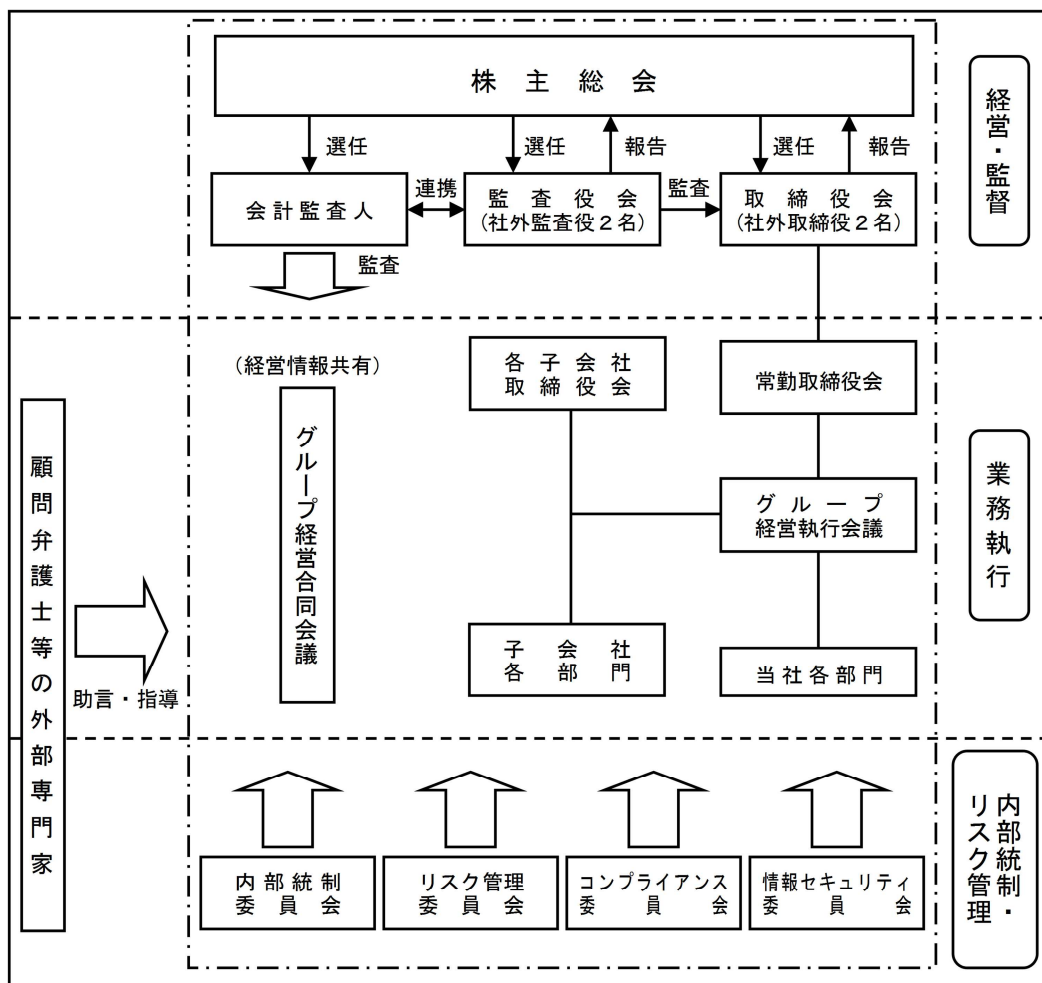 株主総会
選任
選任
報告
選任
報告
会計監査人
連携
監査役会
(社外監査役2名)
監査
取締役会
(社外取締役2名)
監査
経営・監督
(経営情報共有)
グループ経営合同会議
各子会社
取締役会
常勤取締役会
グループ
経営執行会議
子会社
各部門
当社各部門
業務執行
顧問弁護士等の外部専門家
助言・指導
内部統制
委員会
リスク管理
委員会
コンプライアンス
委員会
情報セキュリティ
委員会
内部統制・
リスク管理